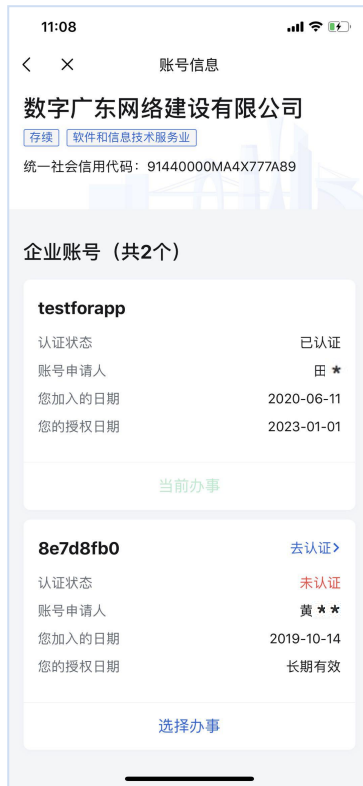 11:08
账号信息
数字广东网络建设有限公司
存续 软件和信息技术服务业
统一社会信用代码：91440000MA4X777A89
企业账号（共2个）
testforapp
认证状态 已认证
账号申请人 田 *
您加入的日期 2020-06-11
您的授权日期 2023-01-01
当前办事
8e7d8fb0 去认证>
认证状态 未认证
账号申请人 黄 * *
您加入的日期 2019-10-14
您的授权日期 长期有效
选择办事